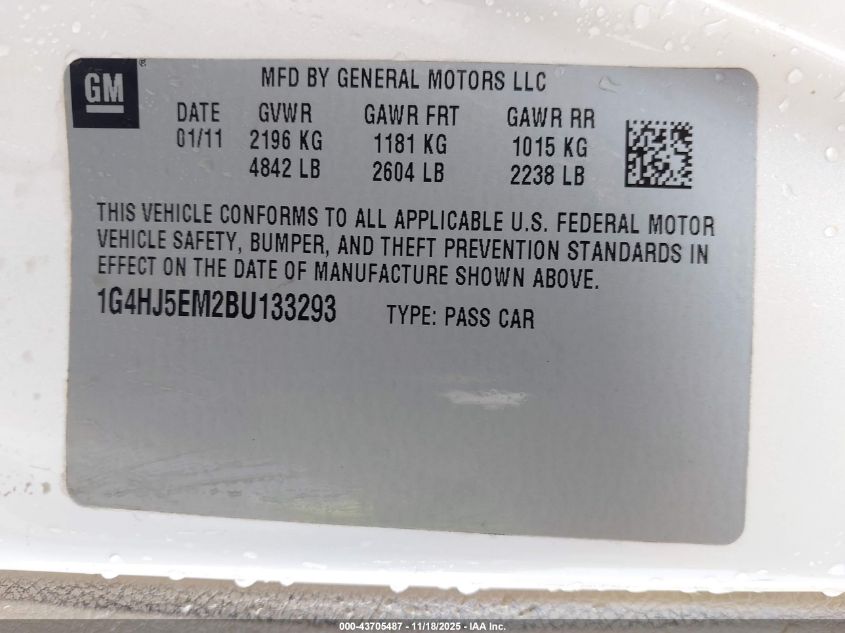 GM ®
MFD BY GENERAL MOTORS LLC
DATE GVWR GAWR FRT GAWR RR
01/11 2196 KG 1181 KG 1015 KG
4842 LB 2604 LB 2238 LB
THIS VEHICLE CONFORMS TO ALL APPLICABLE U.S. FEDERAL MOTOR
VEHICLE SAFETY, BUMPER, AND THEFT PREVENTION STANDARDS IN
EFFECT ON THE DATE OF MANUFACTURE SHOWN ABOVE.
1G4HJ5EM2BU133293 TYPE: PASS CAR
000-43705487 - 11/18/2025 - IAA Inc.